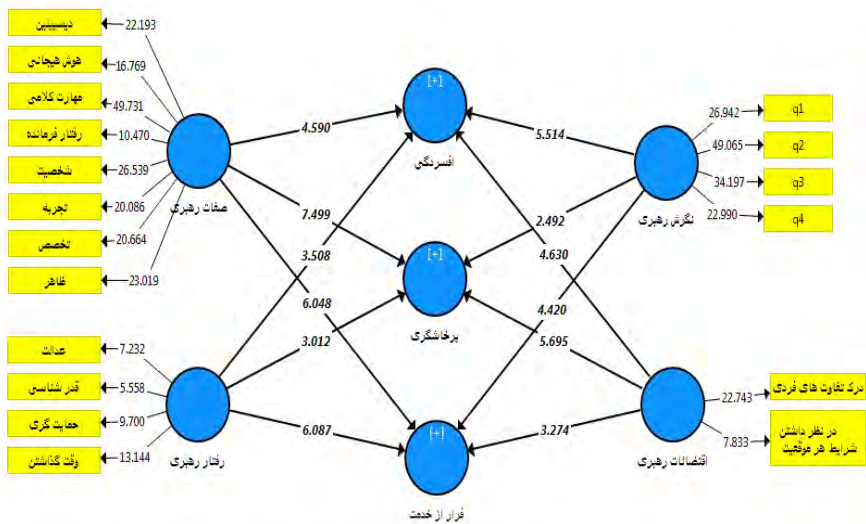 دیسیپلین
22.193
هوش هیجانی
16.769
مهارت کلامی
49.731
رفتار فرمانده
10.470
شخصیت
26.539
تجربه
20.086
تخصص
20.664
ظاهر
23.019
صفات رهبری
عدالت
7.232
قدر شناسی
5.558
حمایت گری
9.700
وقت گذاشتن
13.144
رفتار رهبری
4.590
7.499
6.048
3.508
3.012
6.087
[+]
افسردگی
[+]
پرخاشگری
[+]
فرار از خدمت
5.514
2.492
4.420
4.630
5.695
3.274
نگرش رهبری
26.942
q1
49.065
q2
34.197
q3
22.990
q4
اقتضائات رهبری
22.743
درک تفاوت های فردی
7.833
در نظر داشتن
شرایط هر موقعیت